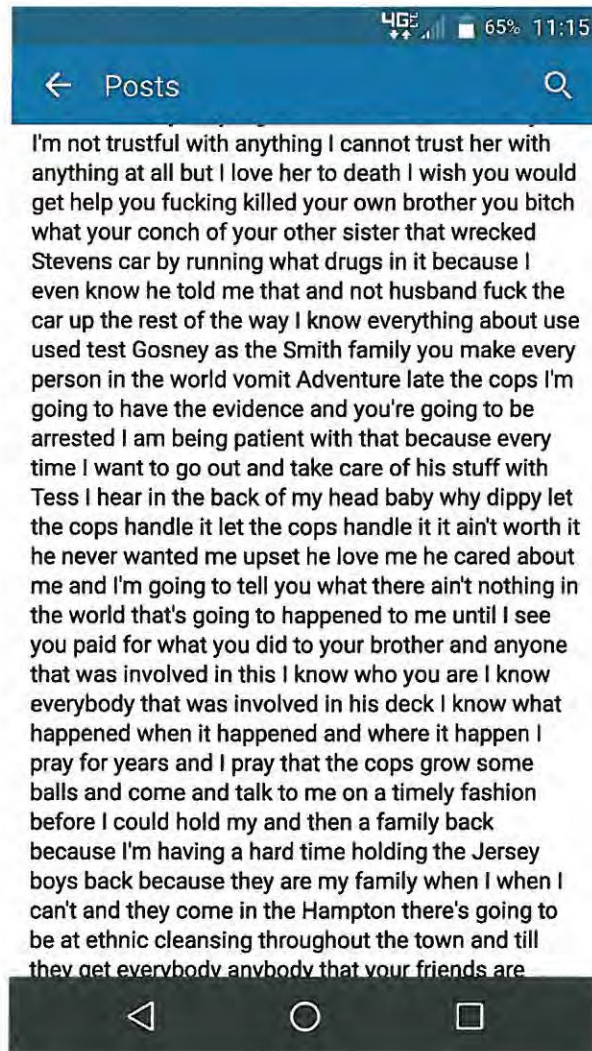 4G 65% 11:15
← Posts
I'm not trustful with anything I cannot trust her with
anything at all but I love her to death I wish you would
get help you fucking killed your own brother you bitch
what your conch of your other sister that wrecked
Stevens car by running what drugs in it because I
even know he told me that and not husband fuck the
car up the rest of the way I know everything about use
used test Gosney as the Smith family you make every
person in the world vomit Adventure late the cops I'm
going to have the evidence and you're going to be
arrested I am being patient with that because every
time I want to go out and take care of his stuff with
Tess I hear in the back of my head baby why dippy let
the cops handle it let the cops handle it it ain't worth it
he never wanted me upset he love me he cared about
me and I'm going to tell you what there ain't nothing in
the world that's going to happened to me until I see
you paid for what you did to your brother and anyone
that was involved in this I know who you are I know
everybody that was involved in his deck I know what
happened when it happened and where it happen I
pray for years and I pray that the cops grow some
balls and come and talk to me on a timely fashion
before I could hold my and then a family back
because I'm having a hard time holding the Jersey
boys back because they are my family when I when I
can't and they come in the Hampton there's going to
be at ethnic cleansing throughout the town and till
they get everybody anybody that your friends are